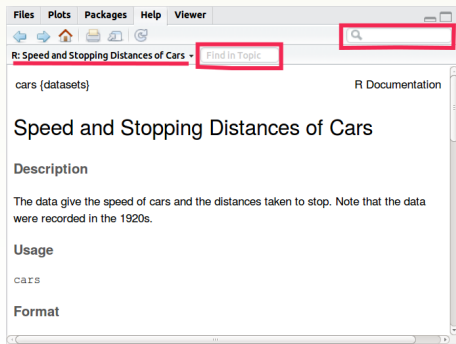 Files Plots Packages Help Viewer
R: Speed and Stopping Distances of Cars Find in Topic
cars {datasets} R Documentation
Speed and Stopping Distances of Cars
Description
The data give the speed of cars and the distances taken to stop. Note that the data
were recorded in the 1920s.
Usage
cars
Format